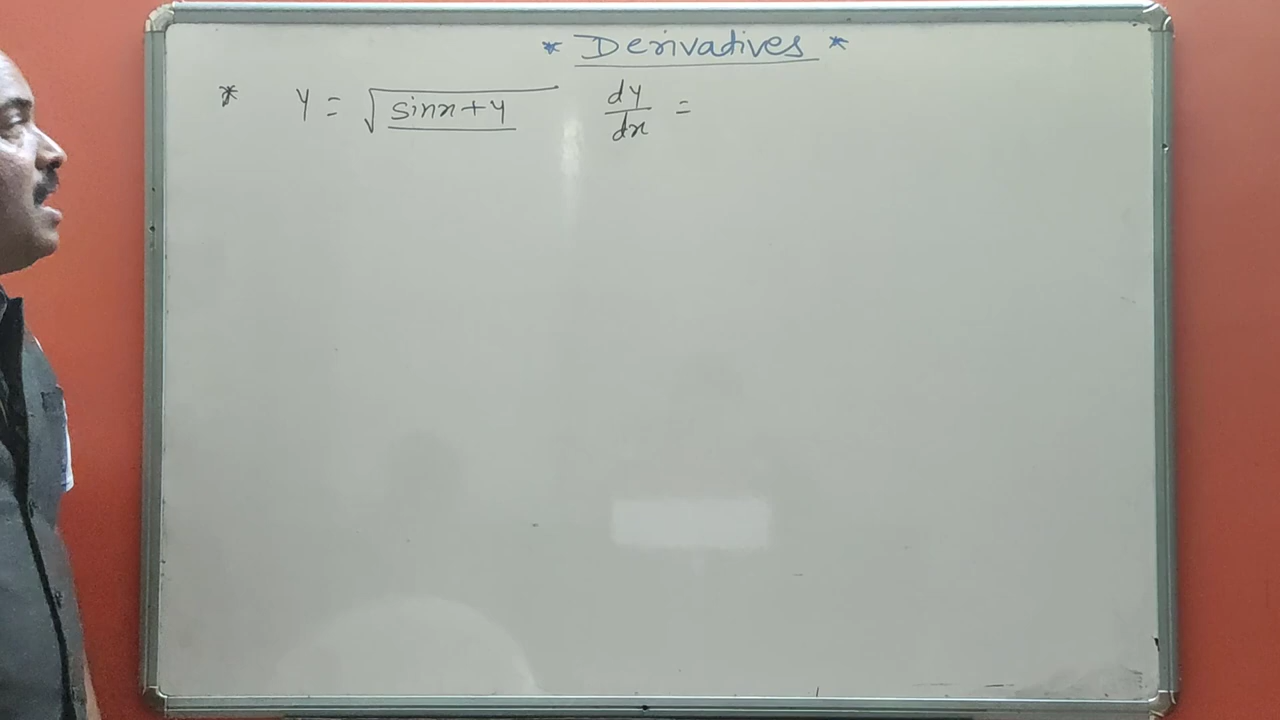 * Derivatives *
* y = √(sinx+y) dy/dx =